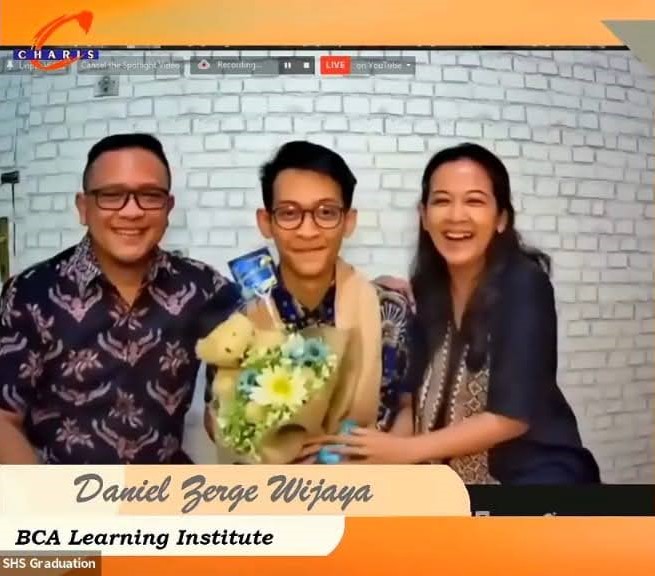 CHARIS
Cancel the Spotlight Video
Recording...
LIVE
on YouTube
Daniel Zerge Wijaya
BCA Learning Institute
SHS Graduation